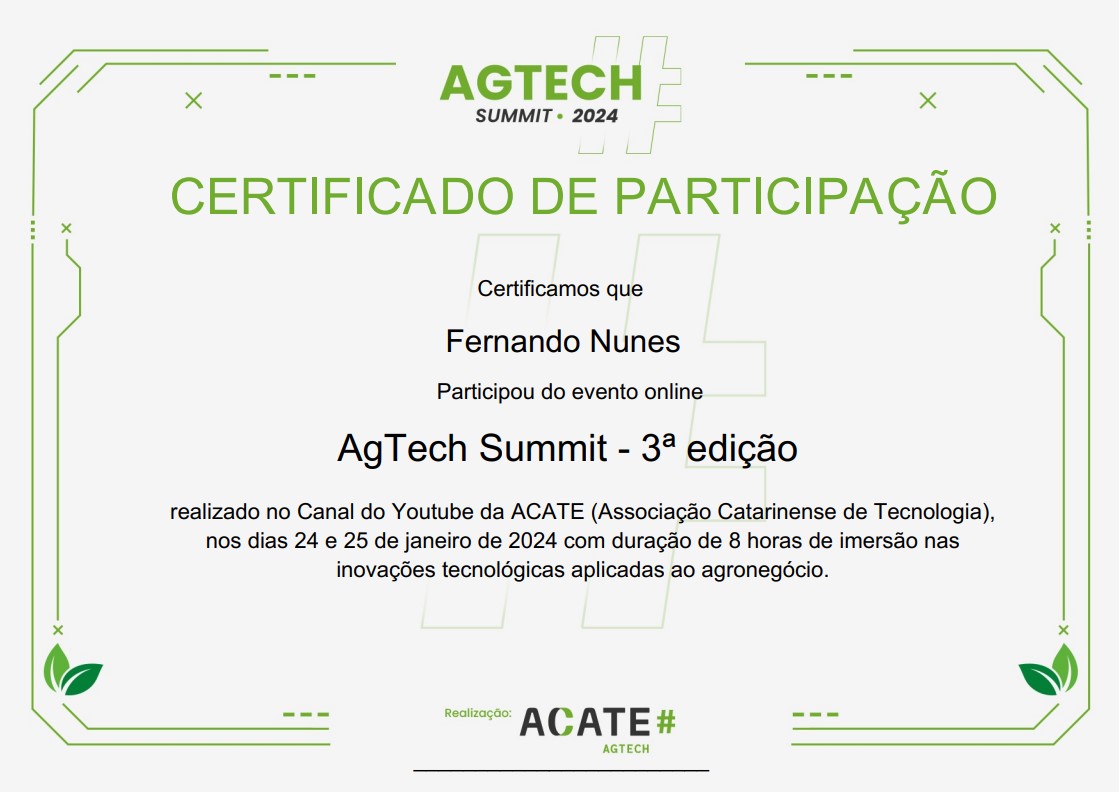 AGTECH
SUMMIT • 2024
CERTIFICADO DE PARTICIPAÇÃO
Certificamos que
Fernando Nunes
Participou do evento online
AgTech Summit - 3ª edição
realizado no Canal do Youtube da ACATE (Associação Catarinense de Tecnologia),
nos dias 24 e 25 de janeiro de 2024 com duração de 8 horas de imersão nas
inovações tecnológicas aplicadas ao agronegócio.
Realização: ACATE#
AGTECH